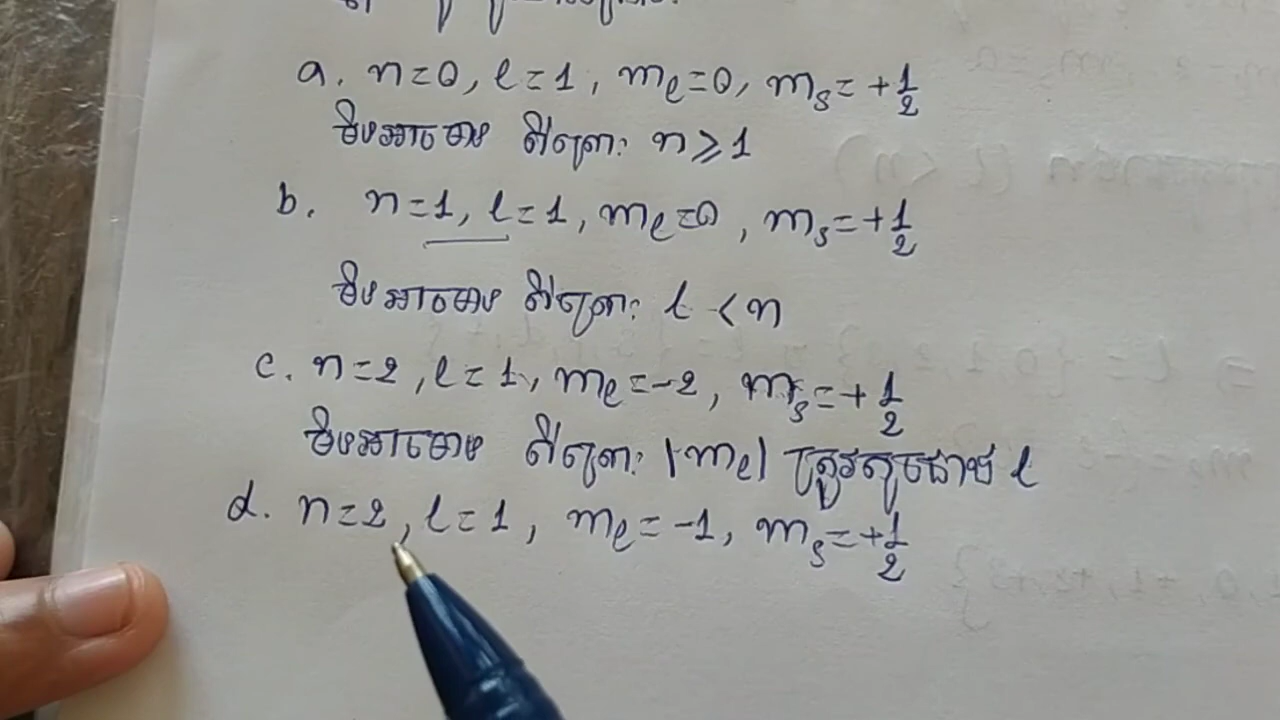 a. n=0, l=1, mₗ=0, mₛ=+1/2
មិនអាចមាន ពីព្រោះ n⩾1
b. n=1, l=1, mₗ=0, mₛ=+1/2
មិនអាចមាន ពីព្រោះ l<n
c. n=2, l=1, mₗ=-2, mₛ=+1/2
មិនអាចមាន ពីព្រោះ |mₗ| ត្រូវតូចជាង l
d. n=2, l=1, mₗ=-1, mₛ=+1/2